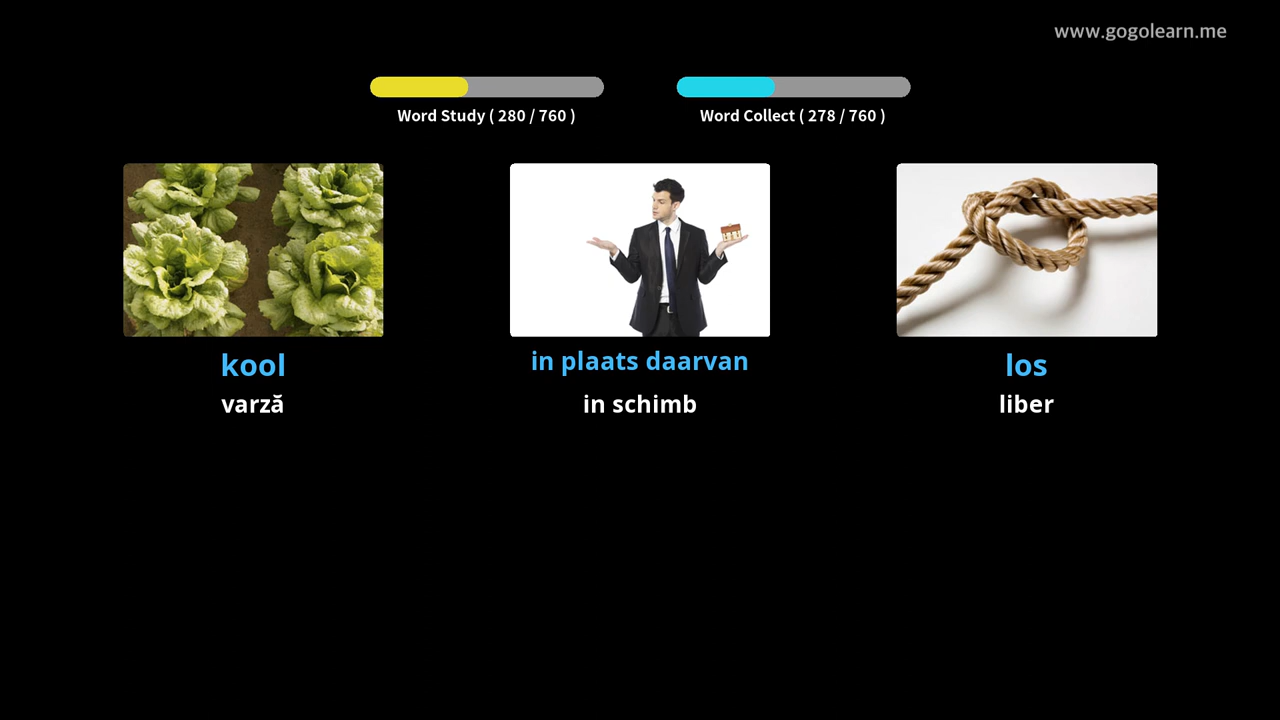 www.gogolearn.me
Word Study ( 280 / 760 )
Word Collect ( 278 / 760 )
kool
in plaats daarvan
los
varză
in schimb
liber